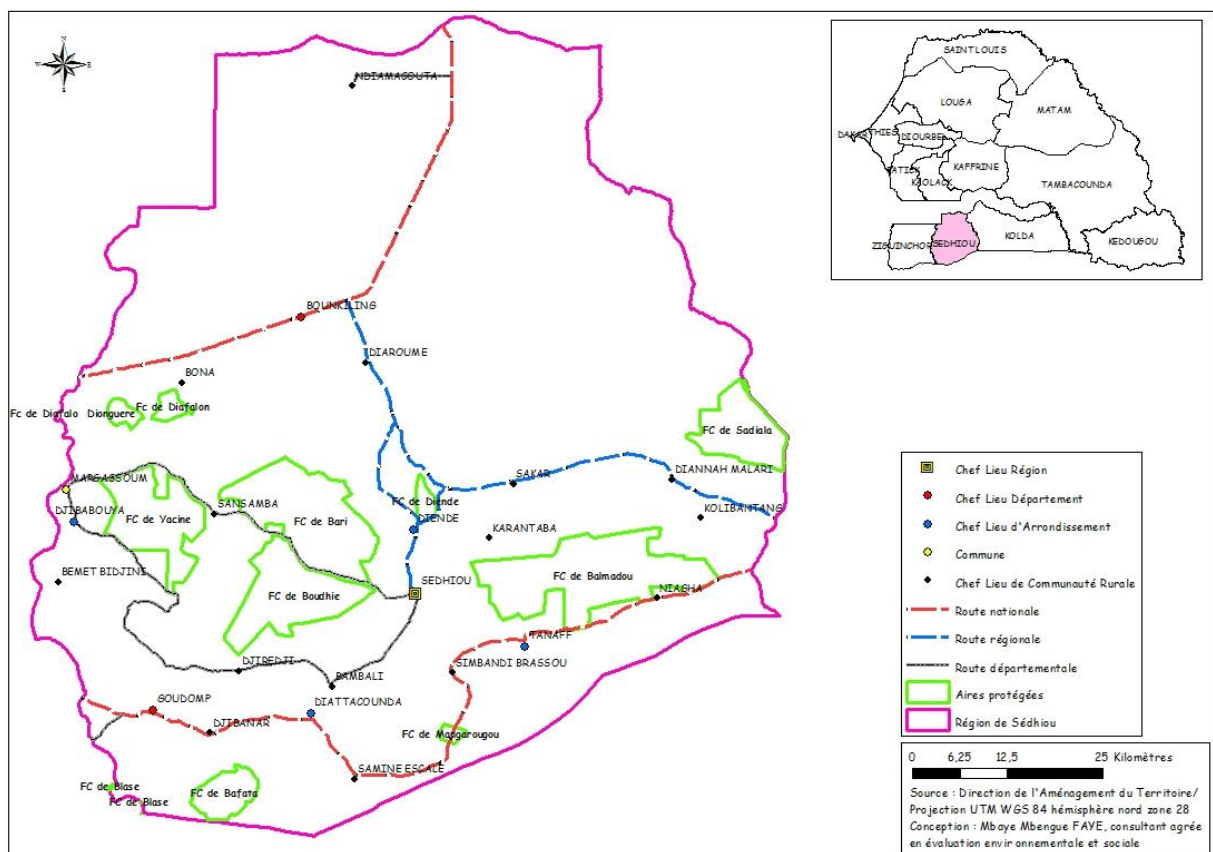 N
W
E
S
NDIAMACOUTA
BOUNKILING
DIAROUME
BONA
Fc de Diafalo Dionguere
Fc de Diafalon
FC de Sadiala
MARGASSOUM
DJIBABOUYA
FC de Yacine
SANSAMBA
FC de Bari
FC de Diende
DIENDE
SAKAR
DIANNAH MALARI
KOLIBANTANG
KARANTABA
BEMET BIDJINI
FC de Boudhie
SEDHIOU
FC de Balmadou
NIAGHA
TANAFF
SIMBANDI BRASSOU
DJIREDJI
BAMBALI
GOUDOMP
DIATTACOUNDA
DJIBANAR
FC de Mangarougou
SAMINE ESCALE
FC de Blase
FC de Blase
FC de Bafata
SAINT LOUIS
LOUGA
MATAM
DAKAR
THIES
DIOURBEL
FATICK
KAOLACK
KAFFRINE
TAMBACOUNDA
ZIGUINCHOR
SEDHIOU
KOLDA
KEDOUGOU
Chef Lieu Région
Chef Lieu Département
Chef Lieu d'Arrondissement
Commune
Chef Lieu de Communauté Rurale
Route nationale
Route régionale
Route départementale
Aires protégées
Région de Sédhiou
0 6,25 12,5 25 Kilomètres
Source : Direction de l'Aménagement du Territoire/
Projection UTM WGS 84 hémisphère nord zone 28
Conception : Mbaye Mbengue FAYE, consultant agrée
en évaluation envir onnementale et sociale